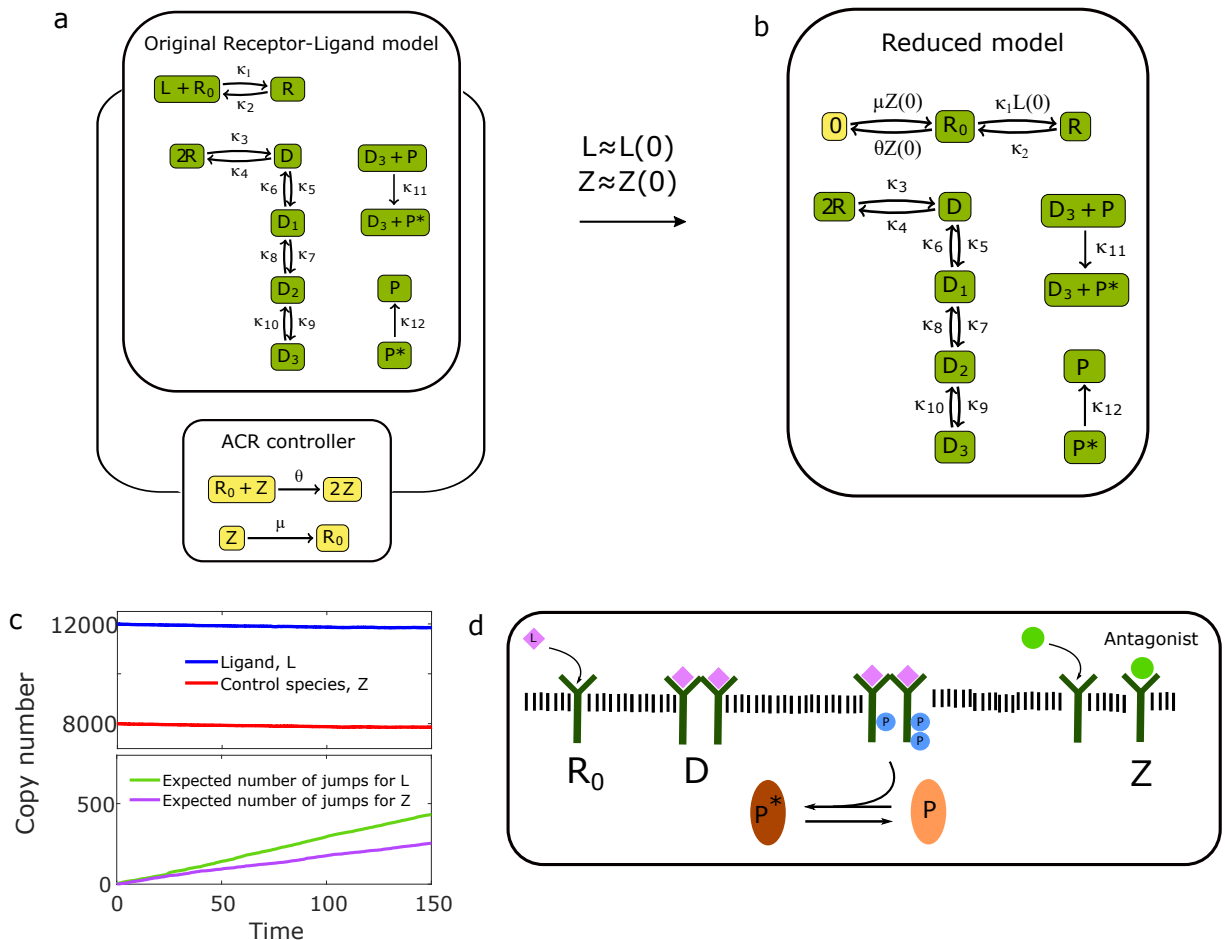 a
Original Receptor-Ligand model
L + R₀
κ₁
κ₂
R
2R
κ₃
κ₄
D
κ₆
κ₅
D₁
κ₈
κ₇
D₂
κ₁₀
κ₉
D₃
D₃ + P
κ₁₁
D₃ + P*
P
κ₁₂
P*
ACR controller
R₀ + Z
θ
2Z
Z
μ
R₀
L≈L(0)
Z≈Z(0)
b
Reduced model
0
μZ(0)
θZ(0)
R₀
κ₁L(0)
κ₂
R
2R
κ₃
κ₄
D
κ₆
κ₅
D₁
κ₈
κ₇
D₂
κ₁₀
κ₉
D₃
D₃ + P
κ₁₁
D₃ + P*
P
κ₁₂
P*
c
Copy number
12000
8000
Ligand, L
Control species, Z
500
0
Expected number of jumps for L
Expected number of jumps for Z
0
50
100
150
Time
d
L
Antagonist
P
P
P
R₀
D
Z
P*
P